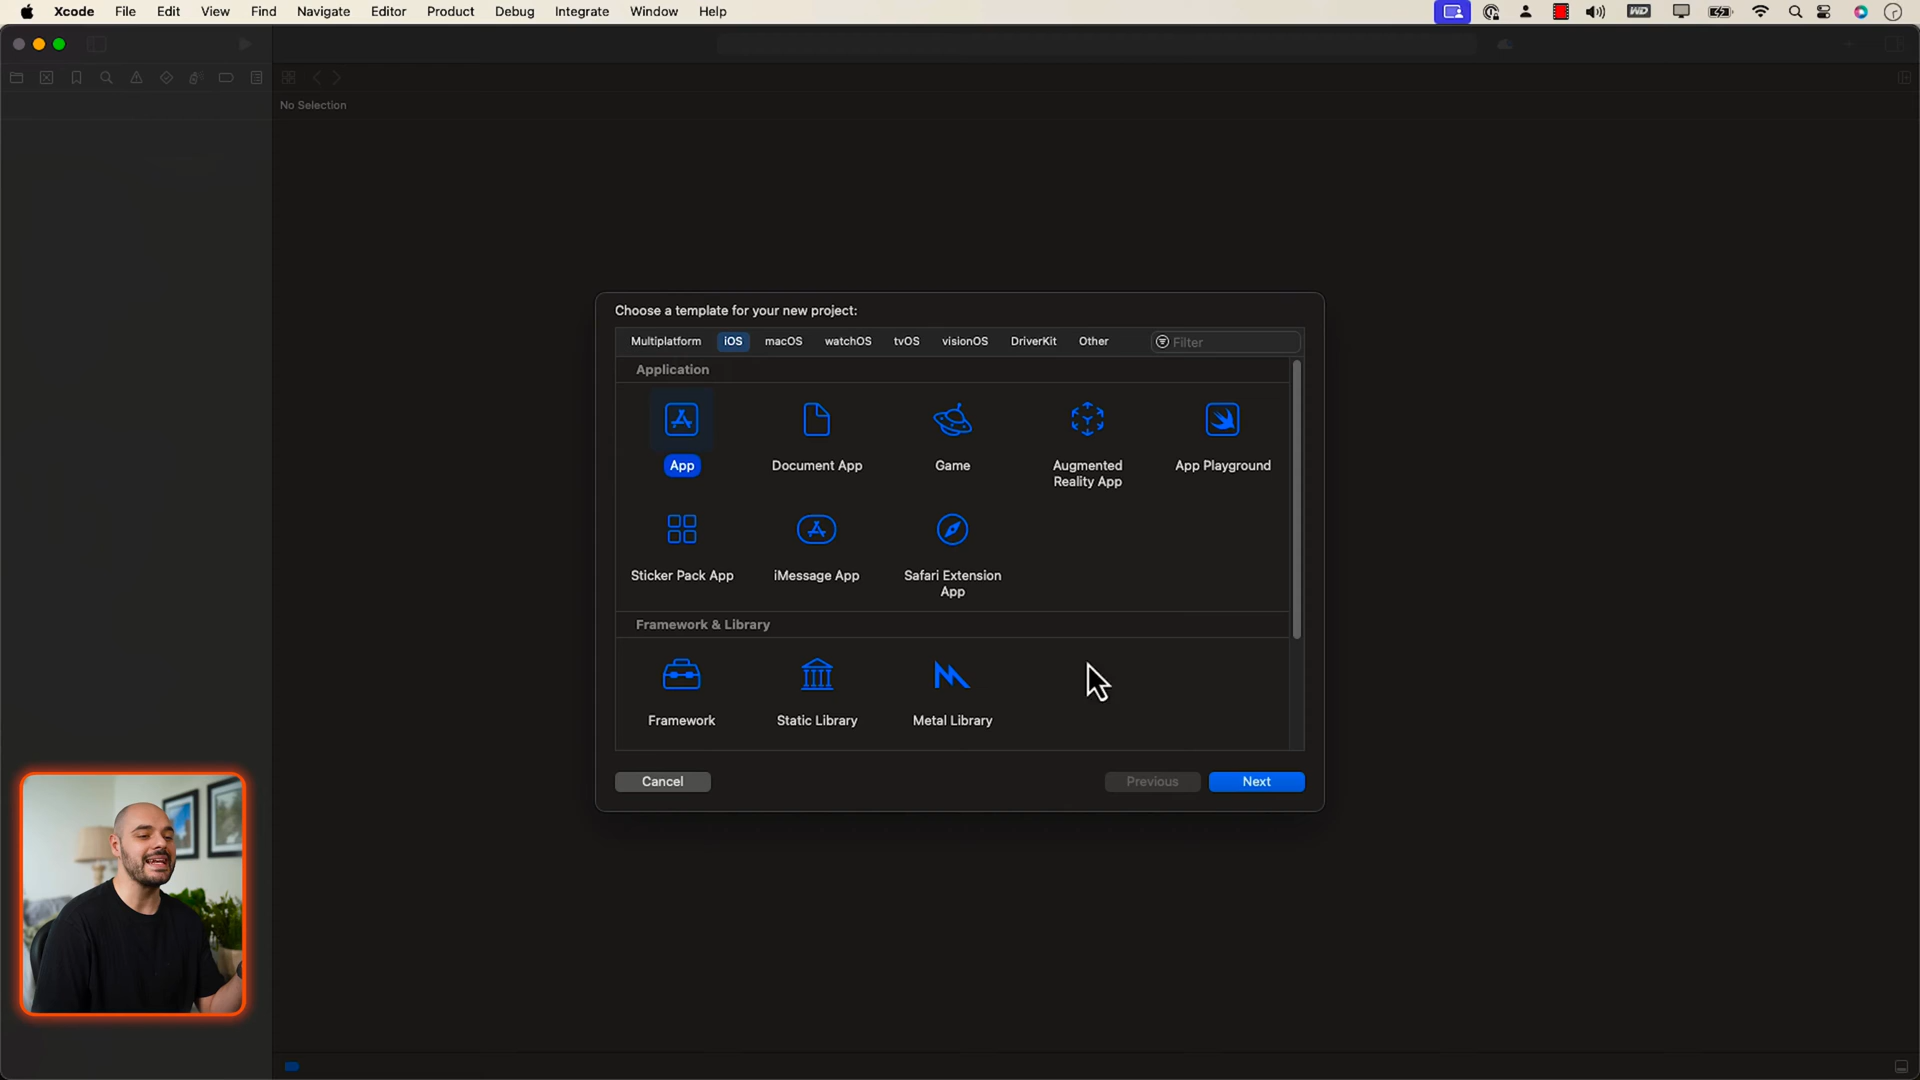 Xcode File Edit View Find Navigate Editor Product Debug Integrate Window Help
WD
No Selection
Choose a template for your new project:
Multiplatform iOS macOS watchOS tvOS visionOS DriverKit Other Filter
Application
App Document App Game Augmented Reality App App Playground
Sticker Pack App iMessage App Safari Extension App
Framework & Library
Framework Static Library Metal Library
Cancel Previous Next